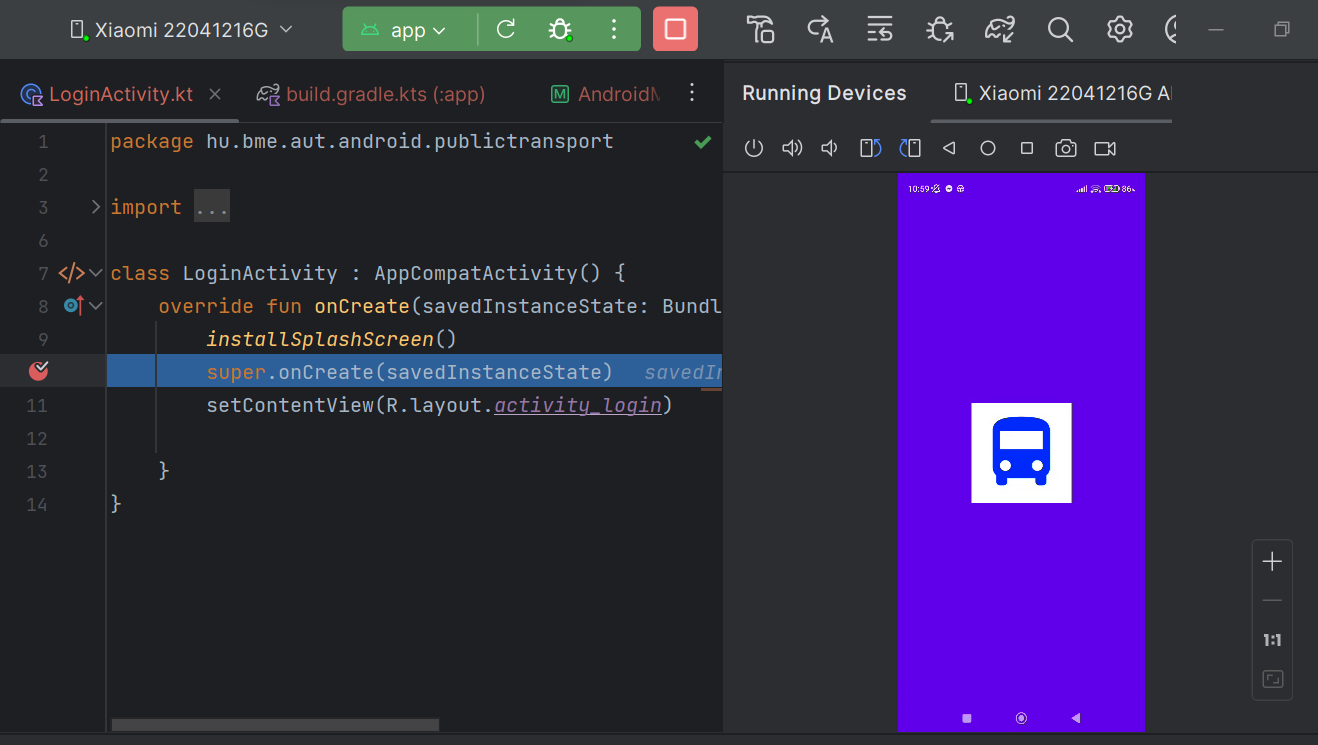 Xiaomi 22041216G
app
LoginActivity.kt
build.gradle.kts (:app)
Android
Running Devices
Xiaomi 22041216G
1 package hu.bme.aut.android.publictransport
2
3 import ...
6
7 class LoginActivity : AppCompatActivity() {
8 override fun onCreate(savedInstanceState: Bundl
9 installSplashScreen()
super.onCreate(savedInstanceState) savedIn
11 setContentView(R.layout.activity_login)
12
13 }
14 }
10:59
86
1:1